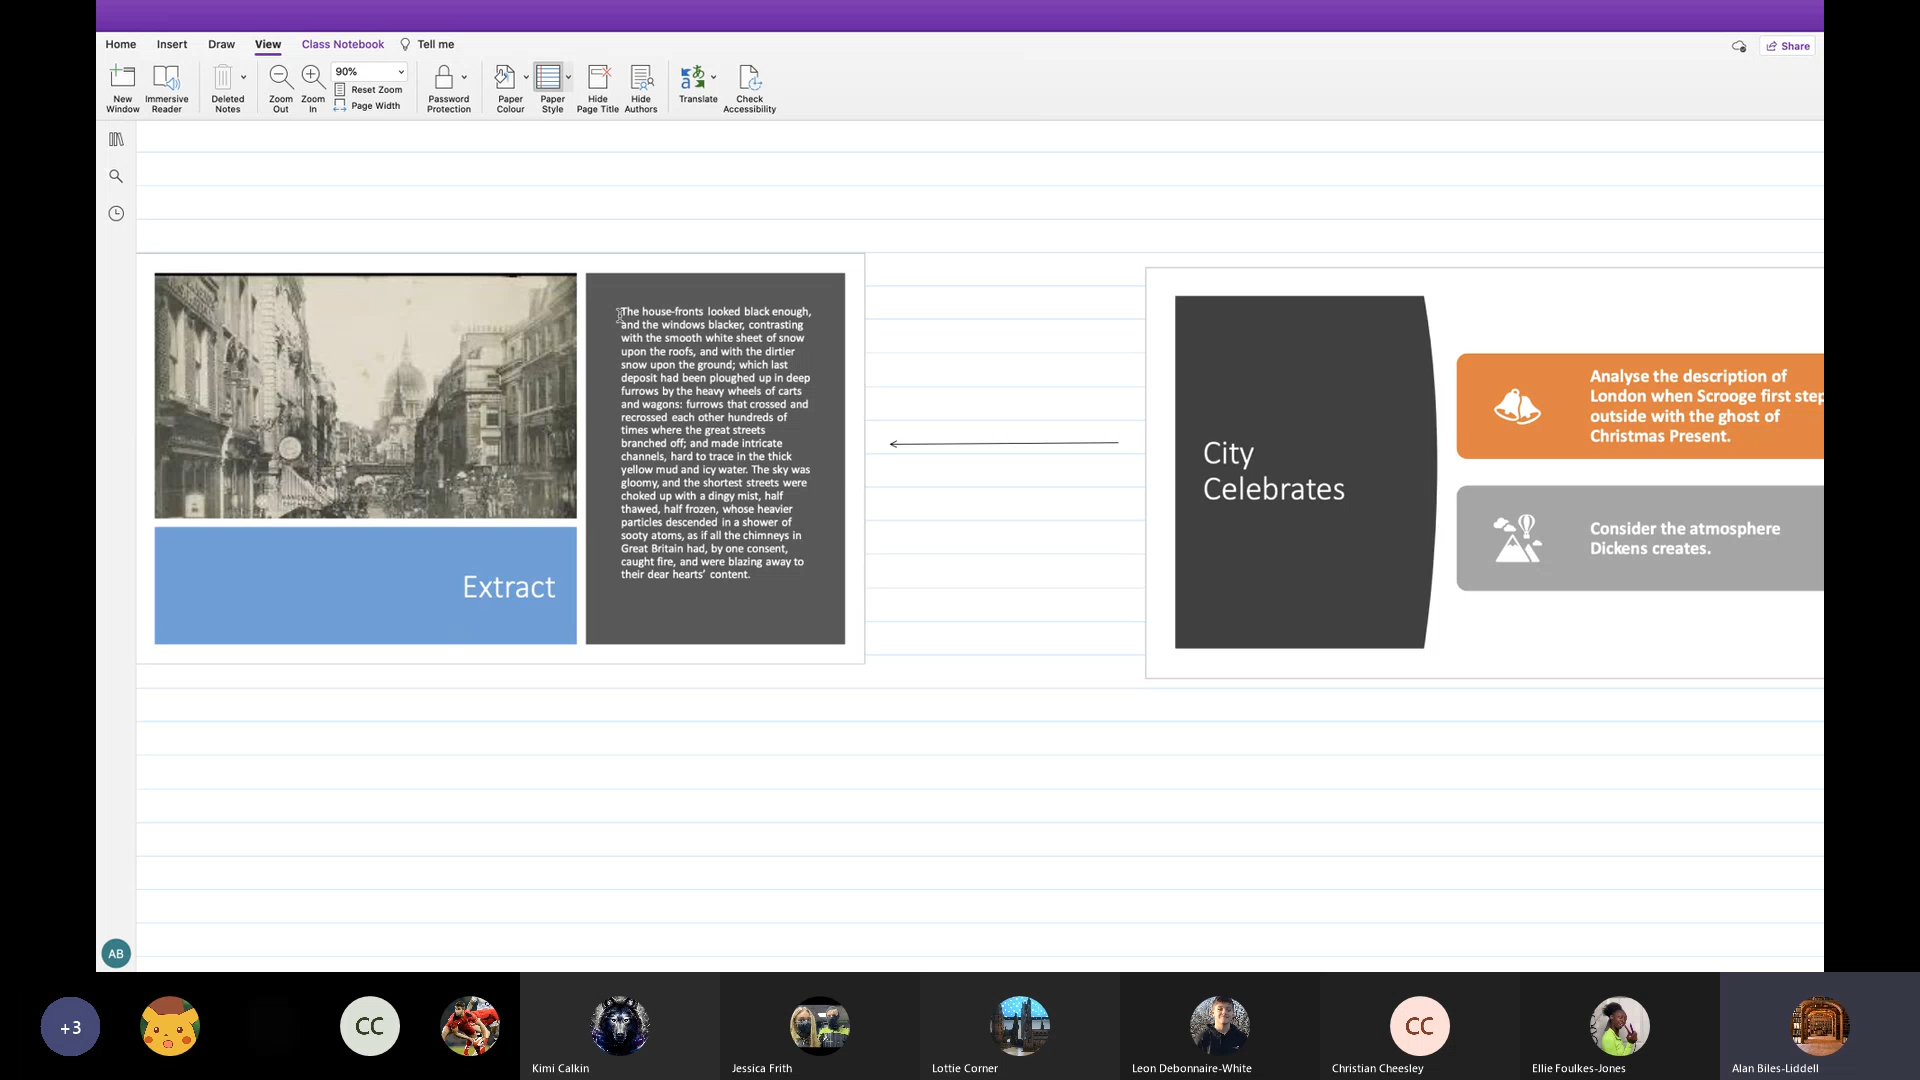 Home Insert Draw View Class Notebook Tell me
Share
90%
Reset Zoom
Page Width
New Window
Immersive Reader
Deleted Notes
Zoom Out
Zoom In
Password Protection
Paper Colour
Paper Style
Hide Page Title
Hide Authors
Translate
Check Accessibility
The house-fronts looked black enough,
and the windows blacker, contrasting
with the smooth white sheet of snow
upon the roofs, and with the dirtier
snow upon the ground; which last
deposit had been ploughed up in deep
furrows by the heavy wheels of carts
and wagons: furrows that crossed and
recrossed each other hundreds of
times where the great streets
branched off; and made intricate
channels, hard to trace in the thick
yellow mud and icy water. The sky was
gloomy, and the shortest streets were
choked up with a dingy mist, half
thawed, half frozen, whose heavier
particles descended in a shower of
sooty atoms, as if all the chimneys in
Great Britain had, by one consent,
caught fire, and were blazing away to
their dear hearts' content.
Extract
City
Celebrates
Analyse the description of
London when Scrooge first step
outside with the ghost of
Christmas Present.
Consider the atmosphere
Dickens creates.
AB
+3
CC
CC
Kimi Calkin
Jessica Frith
Lottie Corner
Leon Debonnaire-White
Christian Cheesley
Ellie Foulkes-Jones
Alan Biles-Liddell